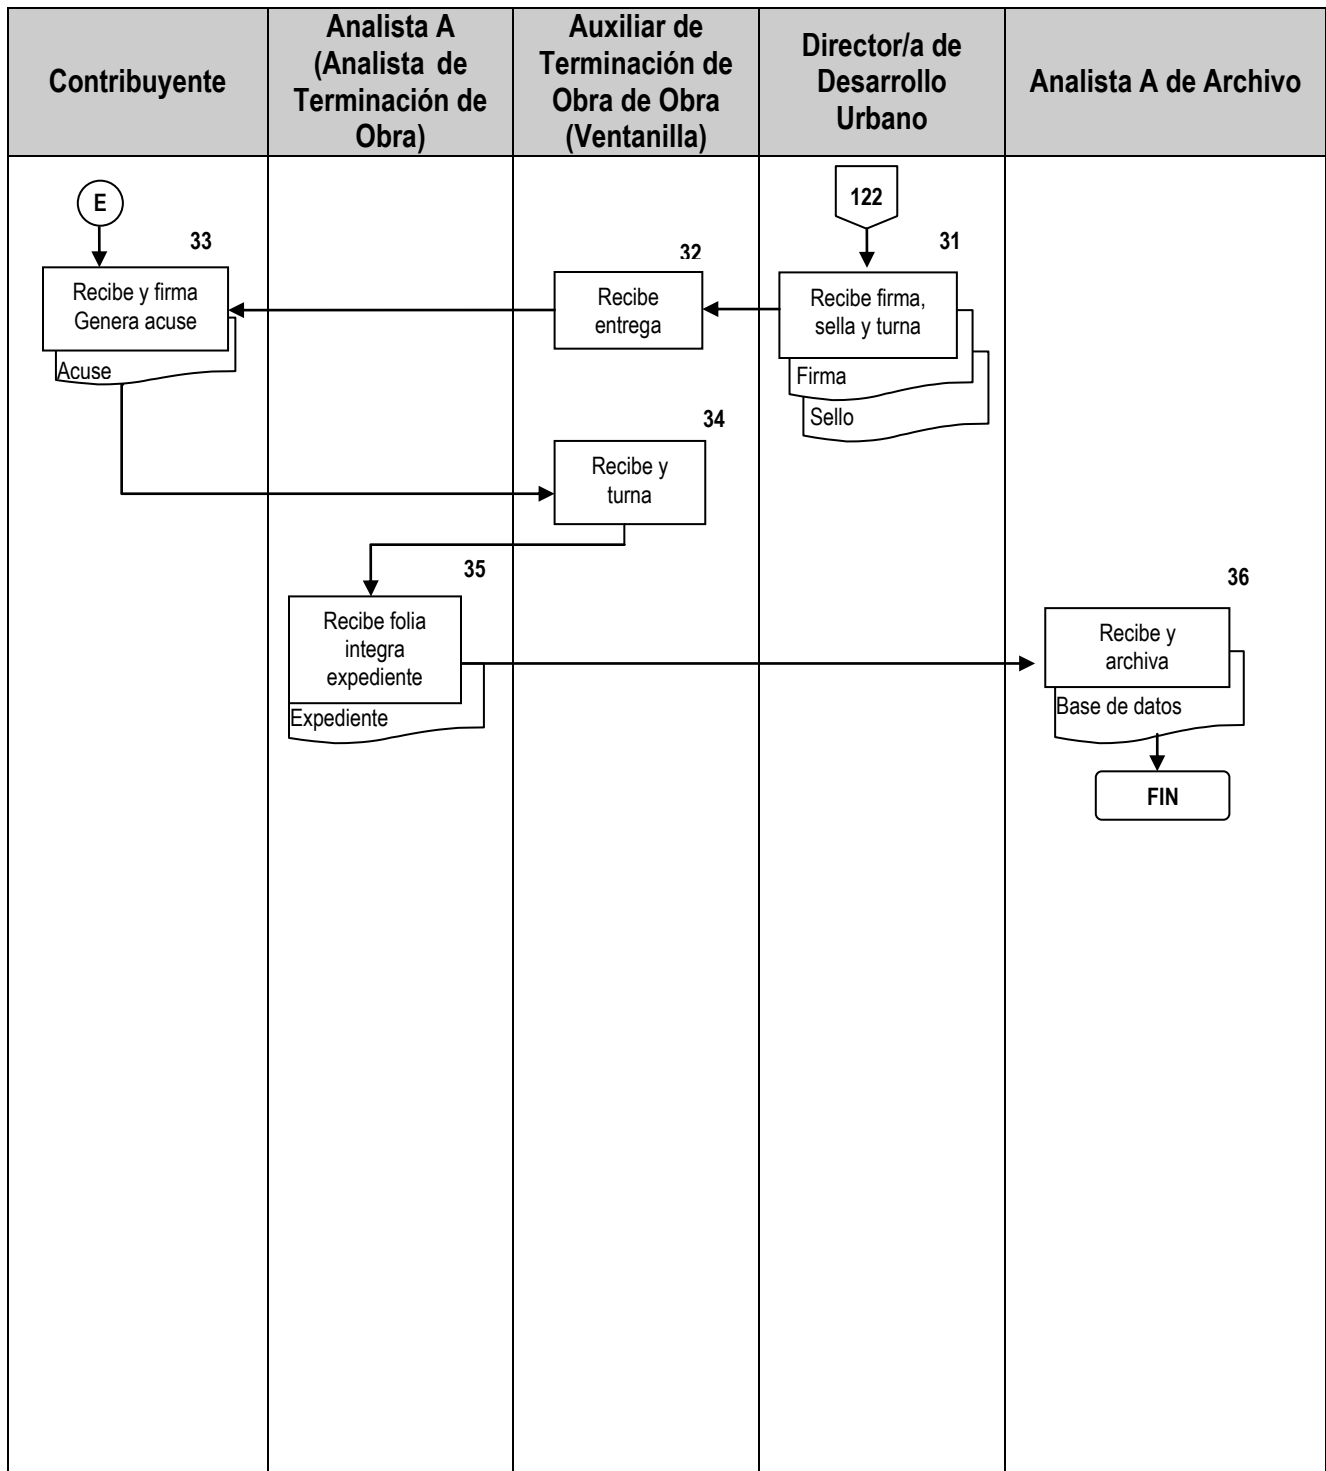 Contribuyente
Analista A
(Analista de
Terminación de
Obra)
Auxiliar de
Terminación de
Obra de Obra
(Ventanilla)
Director/a de
Desarrollo
Urbano
Analista A de Archivo
E
122
33
32
31
Recibe y firma
Genera acuse
Acuse
Recibe
entrega
Recibe firma,
sella y turna
Firma
Sello
34
Recibe y
turna
35
Recibe folia
integra
expediente
Expediente
36
Recibe y
archiva
Base de datos
FIN